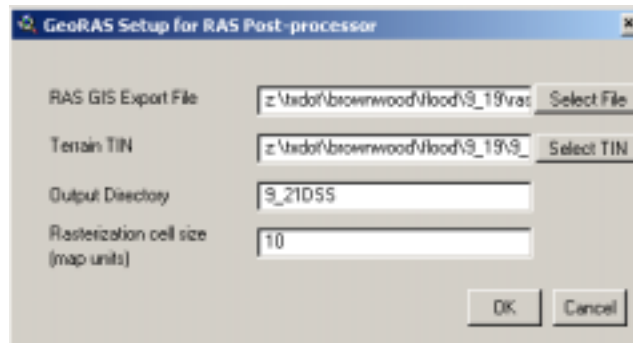 GeoRAS Setup for RAS Post-processor
RAS GIS Export File z:\txdot\brownwood\flood\9_19\ras Select File
Terrain TIN z:\txdot\brownwood\flood\9_19\9_ Select TIN
Output Directory 9_21DSS
Rasterization cell size 10
(map units)
OK Cancel